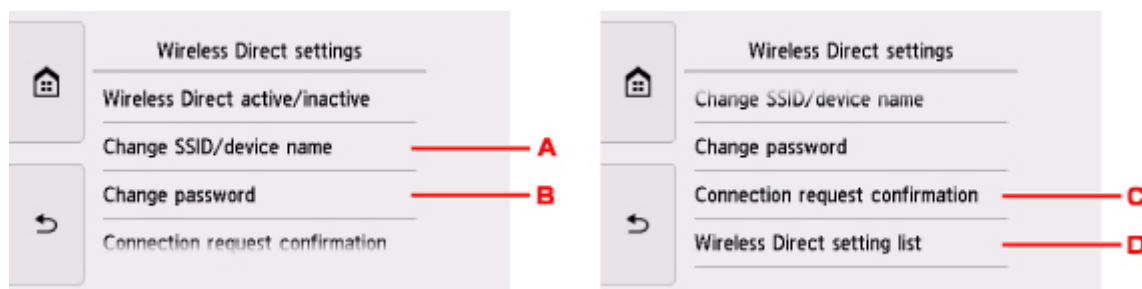 Wireless Direct settings
Wireless Direct active/inactive
Change SSID/device name
A
Change password
B
Connection request confirmation
Wireless Direct settings
Change SSID/device name
Change password
Connection request confirmation
C
Wireless Direct setting list
D